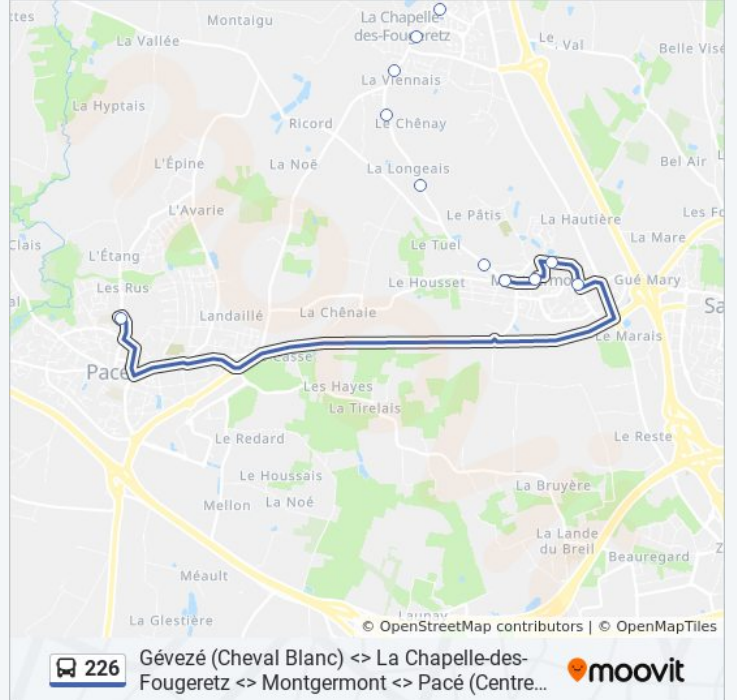 ttes
Montaigu
La Chapelle-
des-Fougeretz
La Vallée
Le Val
Belle Vise
La Viennais
La Hyptais
Ricord
Le Chênay
L'Épine
La Noë
La Longeais
Bel Air
L'Avarie
Le Pâtis
La Hautière
Les Fo
Clais
L'Étang
Le Tuel
La Mare
Les Rus
Le Housset
Gué Mary
al
Landaillé
La Chênaie
Sa
Le Marais
Pacé
Casse
Les Hayes
La Tirelais
Le Redard
Le Reste
Le Houssais
La Bruyère
Mellon
La Noé
La Lande
du Breil
Beauregard
Z
Méault
La Glestière
Launay
© OpenStreetMap contributors | © OpenMapTiles
226
Gévezé (Cheval Blanc) <> La Chapelle-des-
Fougeretz <> Montgermont <> Pacé (Centre...
moovit